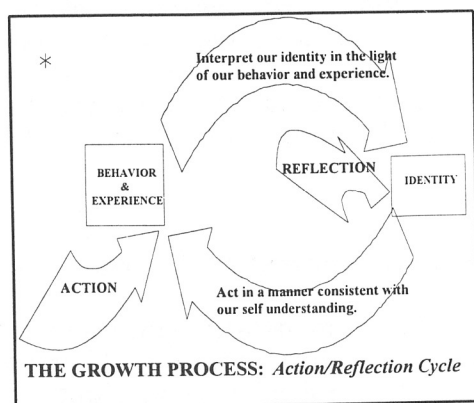 *
Interpret our identity in the light
of our behavior and experience.
BEHAVIOR
&
EXPERIENCE
REFLECTION
IDENTITY
ACTION
Act in a manner consistent with
our self understanding.
THE GROWTH PROCESS: Action/Reflection Cycle